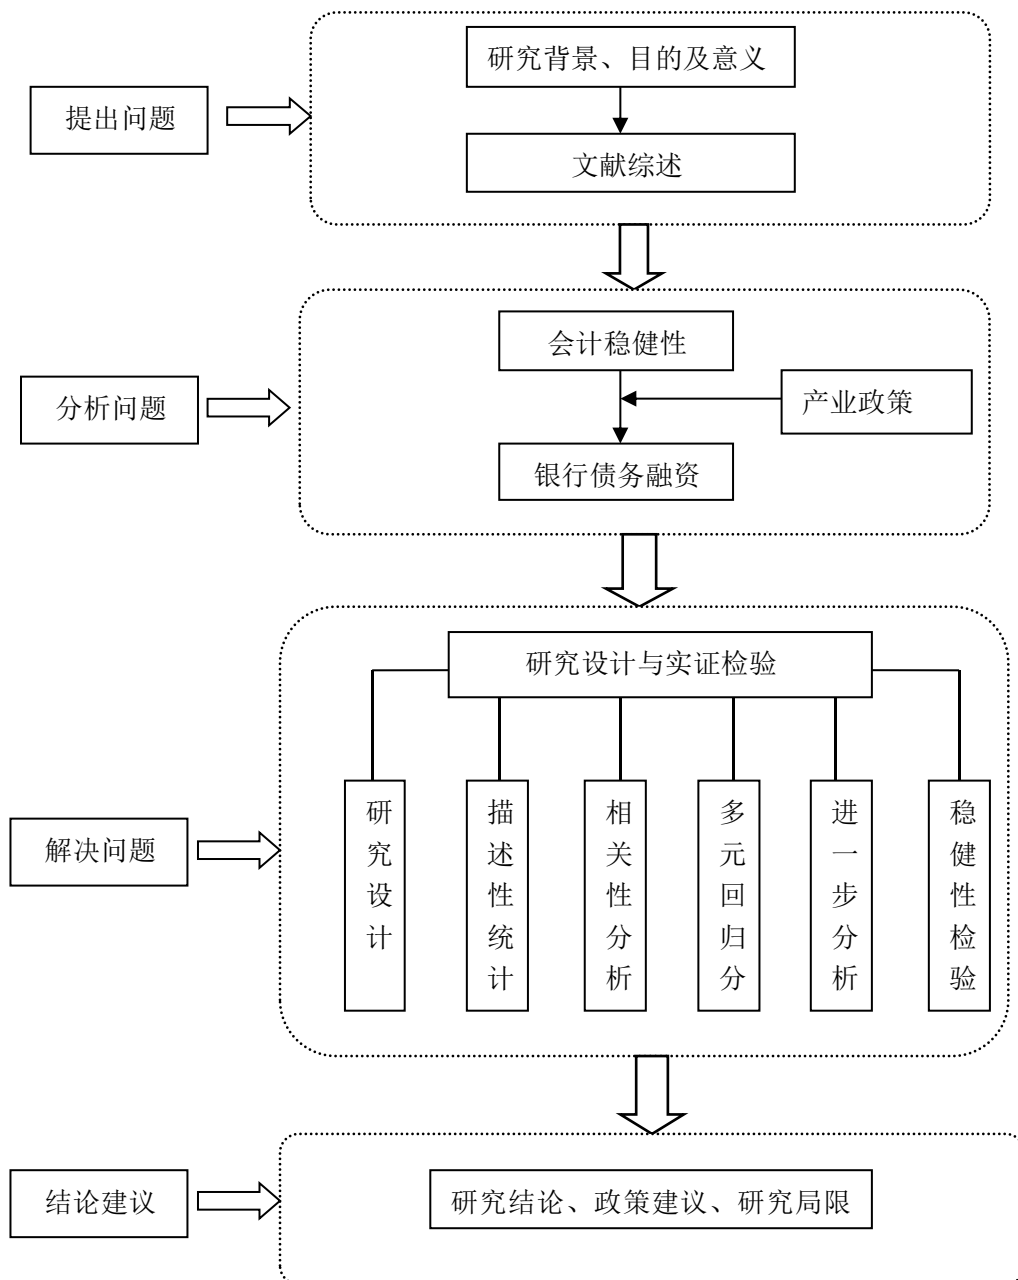 研究背景、目的及意义
提出问题
文献综述
会计稳健性
分析问题
产业政策
银行债务融资
研究设计与实证检验
解决问题
研究设计
描述性统计
相关性分析
多元回归分
进一步分析
稳健性检验
结论建议
研究结论、政策建议、研究局限